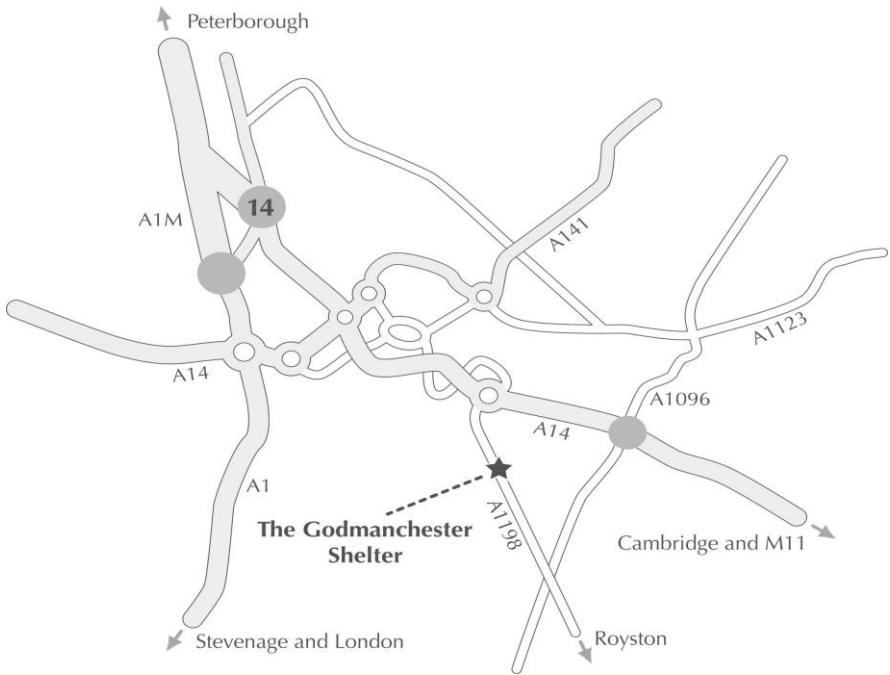 Peterborough
14
A1M
A141
A1123
A14
A1096
A14
A1
A1198
The Godmanchester
Shelter
Cambridge and M11
Stevenage and London
Royston